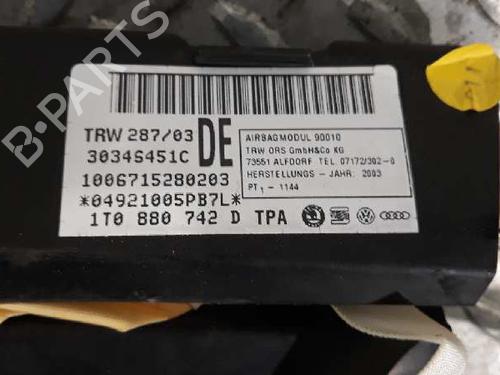 TRW 287/03
DE
30346451C
1006715280203
*04921005PB7L*
1T0 880 742 D TPA
AIRBAGMODUL 90010
TRW ORS GmbH&Co KG
73551 ALFDORF TEL. 07172/302-0
HERSTELLUNGS - JAHR: 2003
PT1 - 1144
B-PARTS